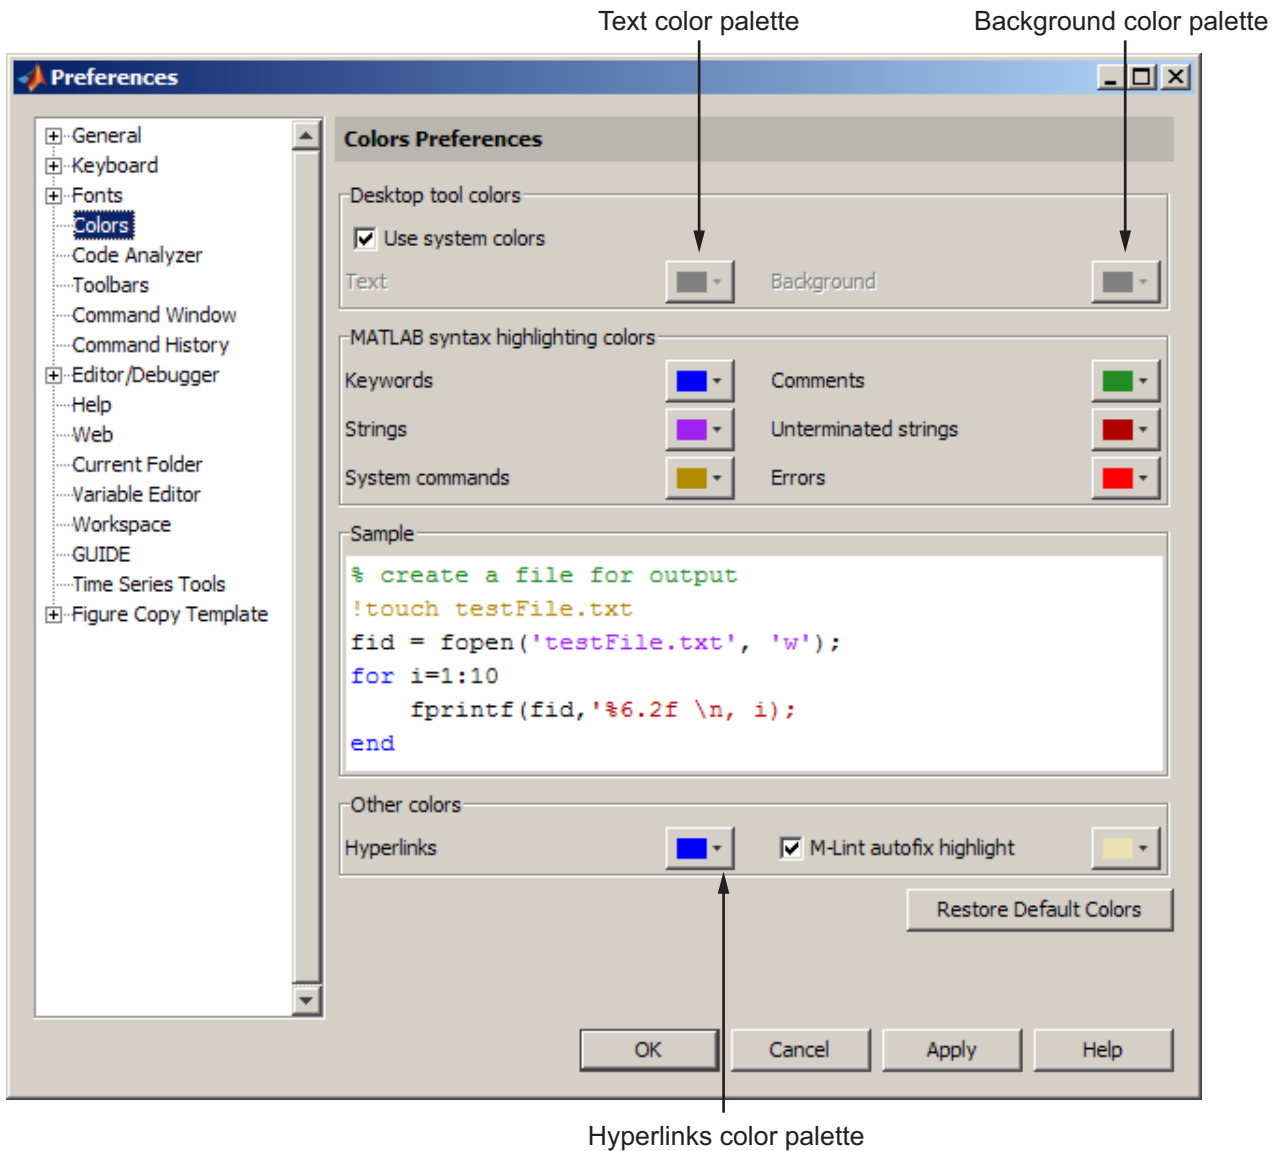 Text color palette
Background color palette
Preferences
General
Keyboard
Fonts
Colors
Code Analyzer
Toolbars
Command Window
Command History
Editor/Debugger
Help
Web
Current Folder
Variable Editor
Workspace
GUIDE
Time Series Tools
Figure Copy Template
Colors Preferences
Desktop tool colors
Use system colors
Text
Background
MATLAB syntax highlighting colors
Keywords
Comments
Strings
Unterminated strings
System commands
Errors
Sample
% create a file for output
!touch testFile.txt
fid = fopen('testFile.txt', 'w');
for i=1:10
    fprintf(fid,'%6.2f \n, i);
end
Other colors
Hyperlinks
M-Lint autofix highlight
Restore Default Colors
OK
Cancel
Apply
Help
Hyperlinks color palette